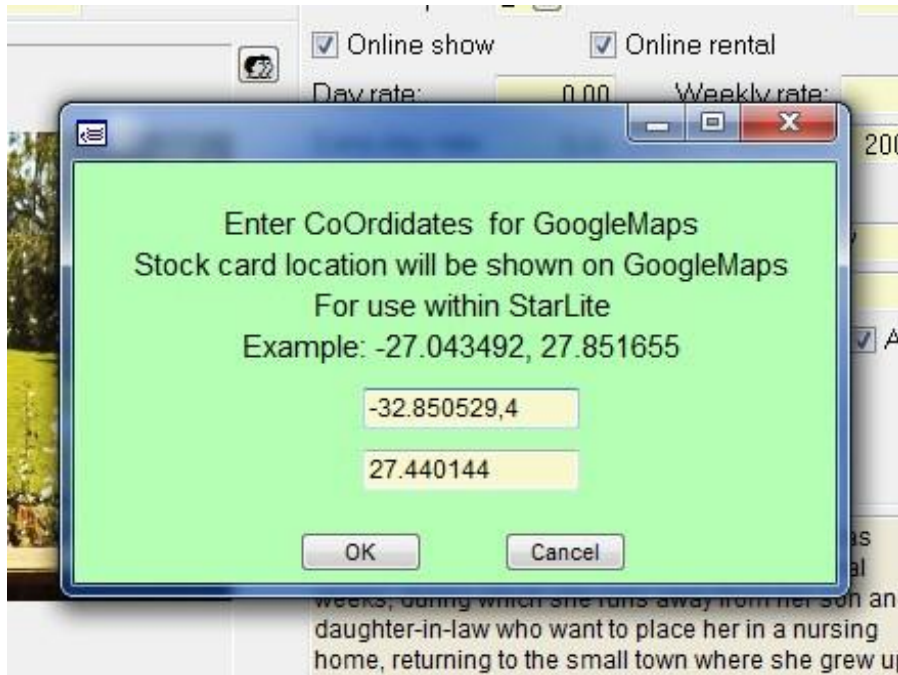 Online show Online rental
Day rate: 0.00 Weekly rate:
200
Enter CoOrdidates for GoogleMaps
Stock card location will be shown on GoogleMaps
For use within StarLite
Example: -27.043492, 27.851655
A
-32.850529,4
27.440144
OK Cancel
as
al
weeks, during which she runs away from her son an
daughter-in-law who want to place her in a nursing
home, returning to the small town where she grew up